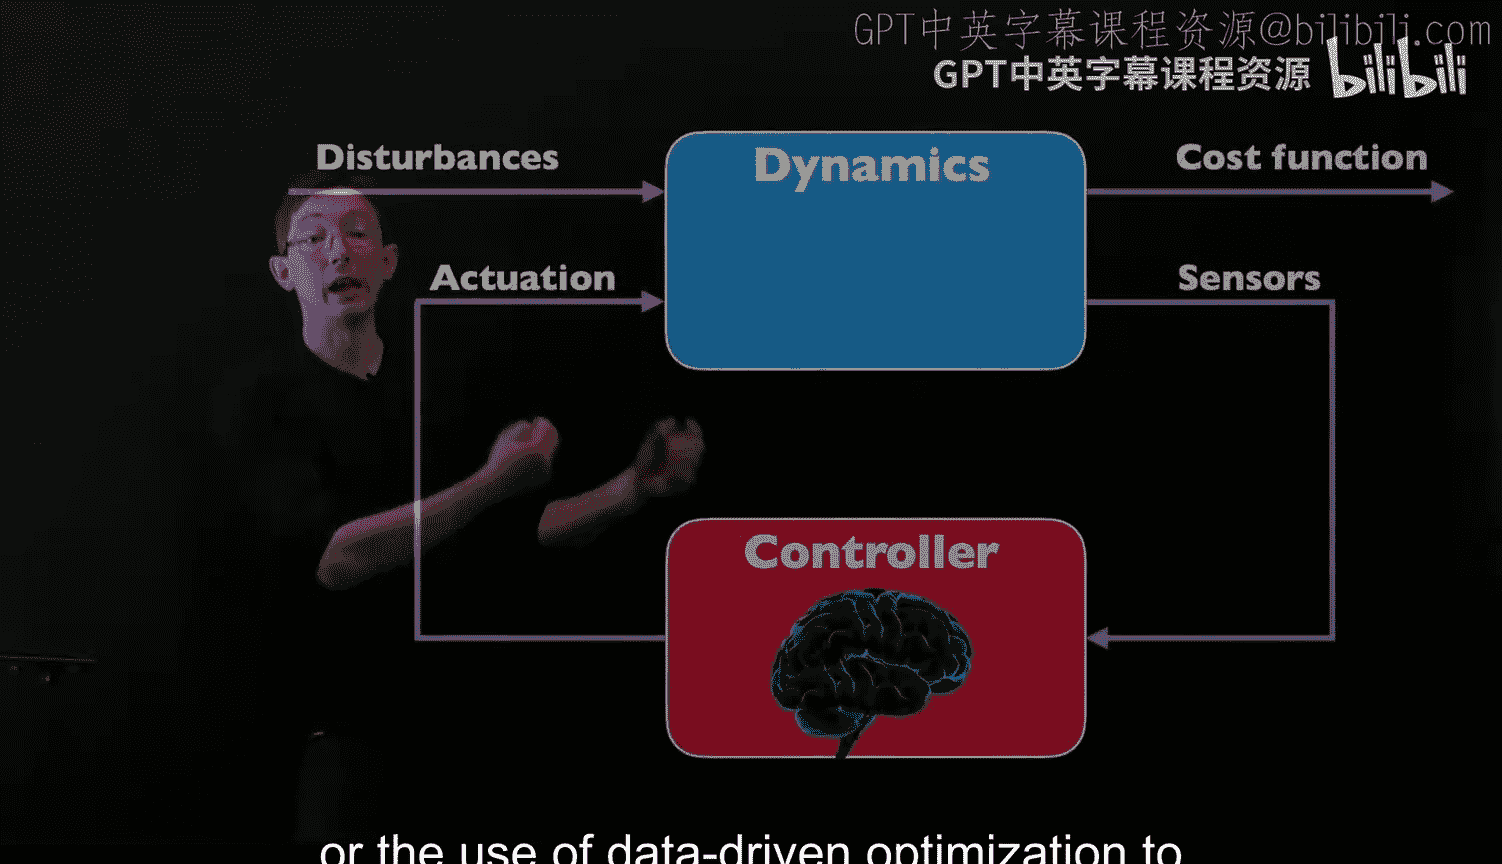 GPT中英字幕课程资源@bilibili.com
GPT中英字幕课程资源 bilibili
Disturbances
Dynamics
Cost function
Actuation
Sensors
Controller
or the use of data-driven optimization to